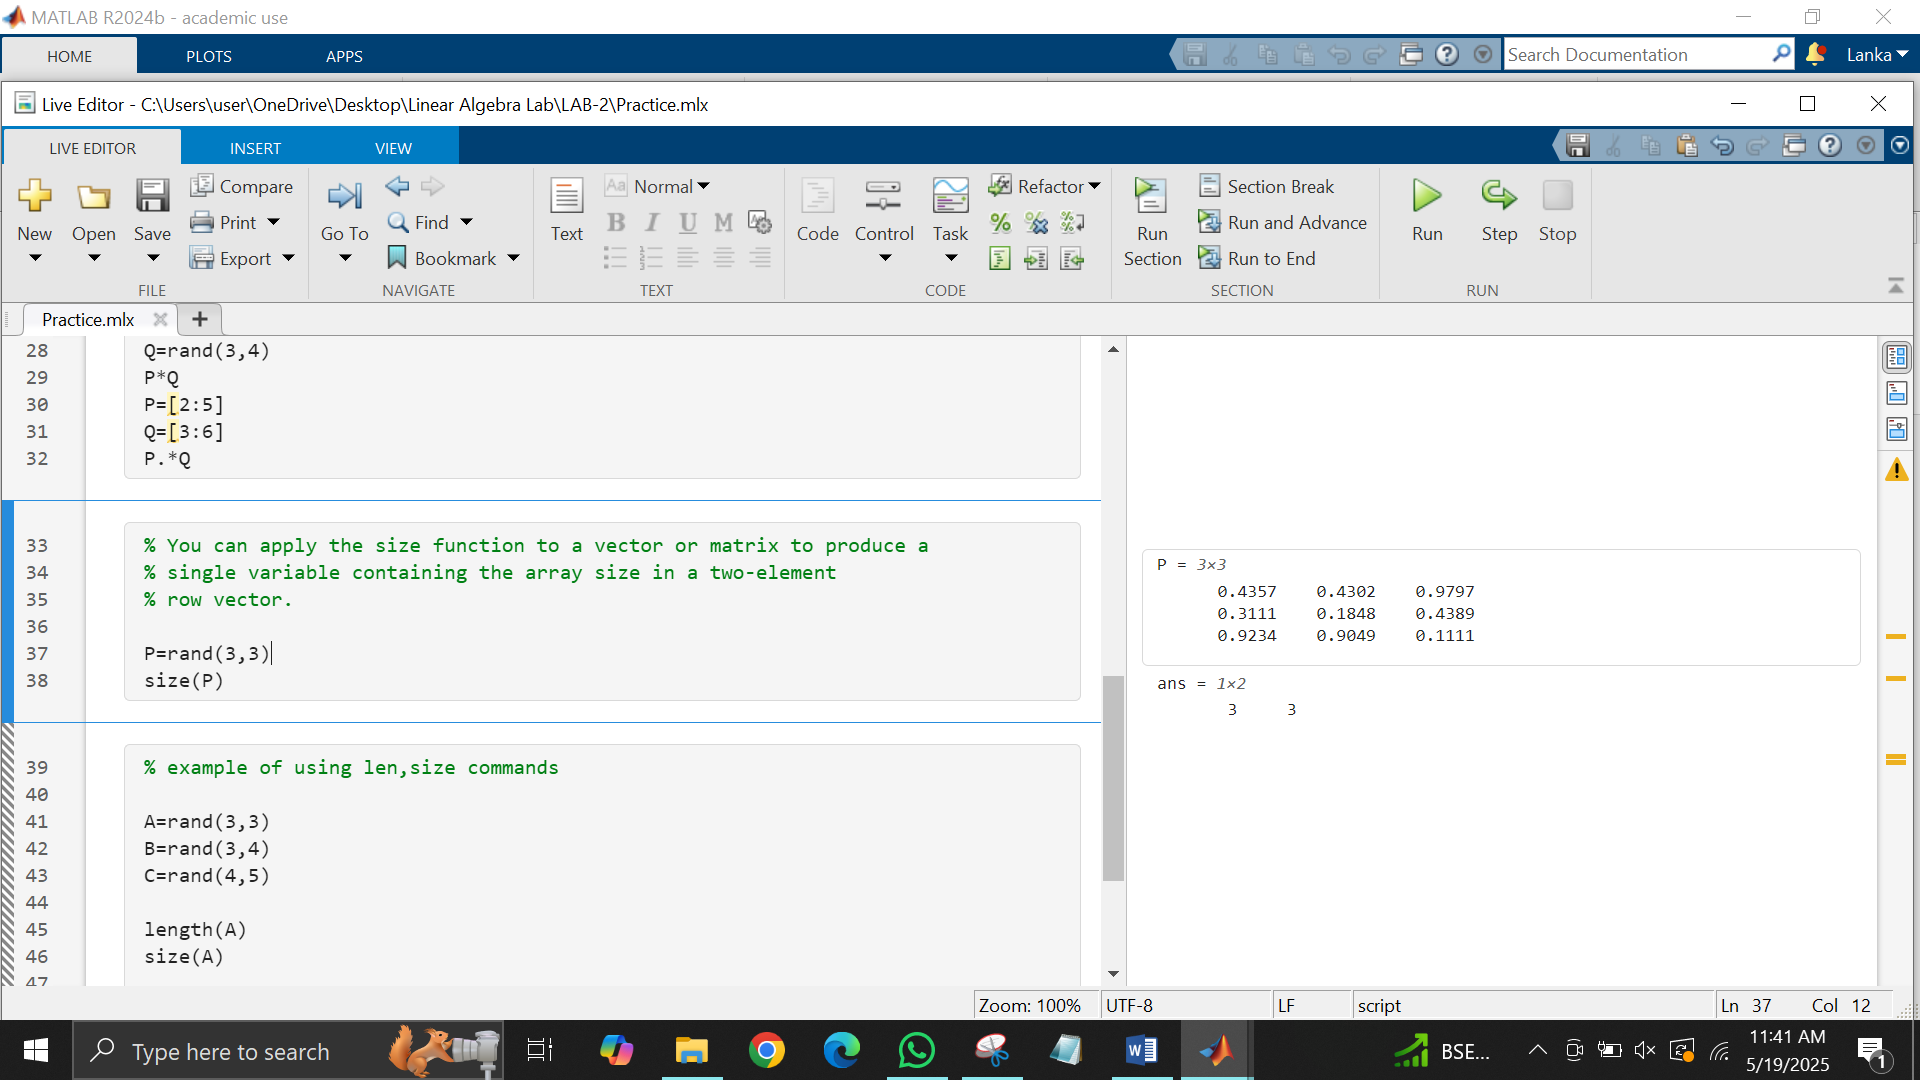 MATLAB R2024b - academic use
HOME PLOTS APPS
Search Documentation
Lanka
Live Editor - C:\Users\user\OneDrive\Desktop\Linear Algebra Lab\LAB-2\Practice.mlx
LIVE EDITOR INSERT VIEW
New Open Save
Compare
Print
Export
FILE
Go To
Find
Bookmark
NAVIGATE
Text
Aa Normal
B I U M
TEXT
Code Control Task
Refactor
CODE
Run Section
Section Break
Run and Advance
Run to End
SECTION
Run Step Stop
RUN
Practice.mlx
28 Q=rand(3,4)
29 P*Q
30 P=[2:5]
31 Q=[3:6]
32 P.*Q
33 % You can apply the size function to a vector or matrix to produce a
34 % single variable containing the array size in a two-element
35 % row vector.
36
37 P=rand(3,3)
38 size(P)
39 % example of using len,size commands
40
41 A=rand(3,3)
42 B=rand(3,4)
43 C=rand(4,5)
44
45 length(A)
46 size(A)
47
P = 3×3
0.4357 0.4302 0.9797
0.3111 0.1848 0.4389
0.9234 0.9049 0.1111
ans = 1×2
3 3
Zoom: 100% UTF-8 LF script Ln 37 Col 12
Type here to search
BSE...
11:41 AM
5/19/2025
1